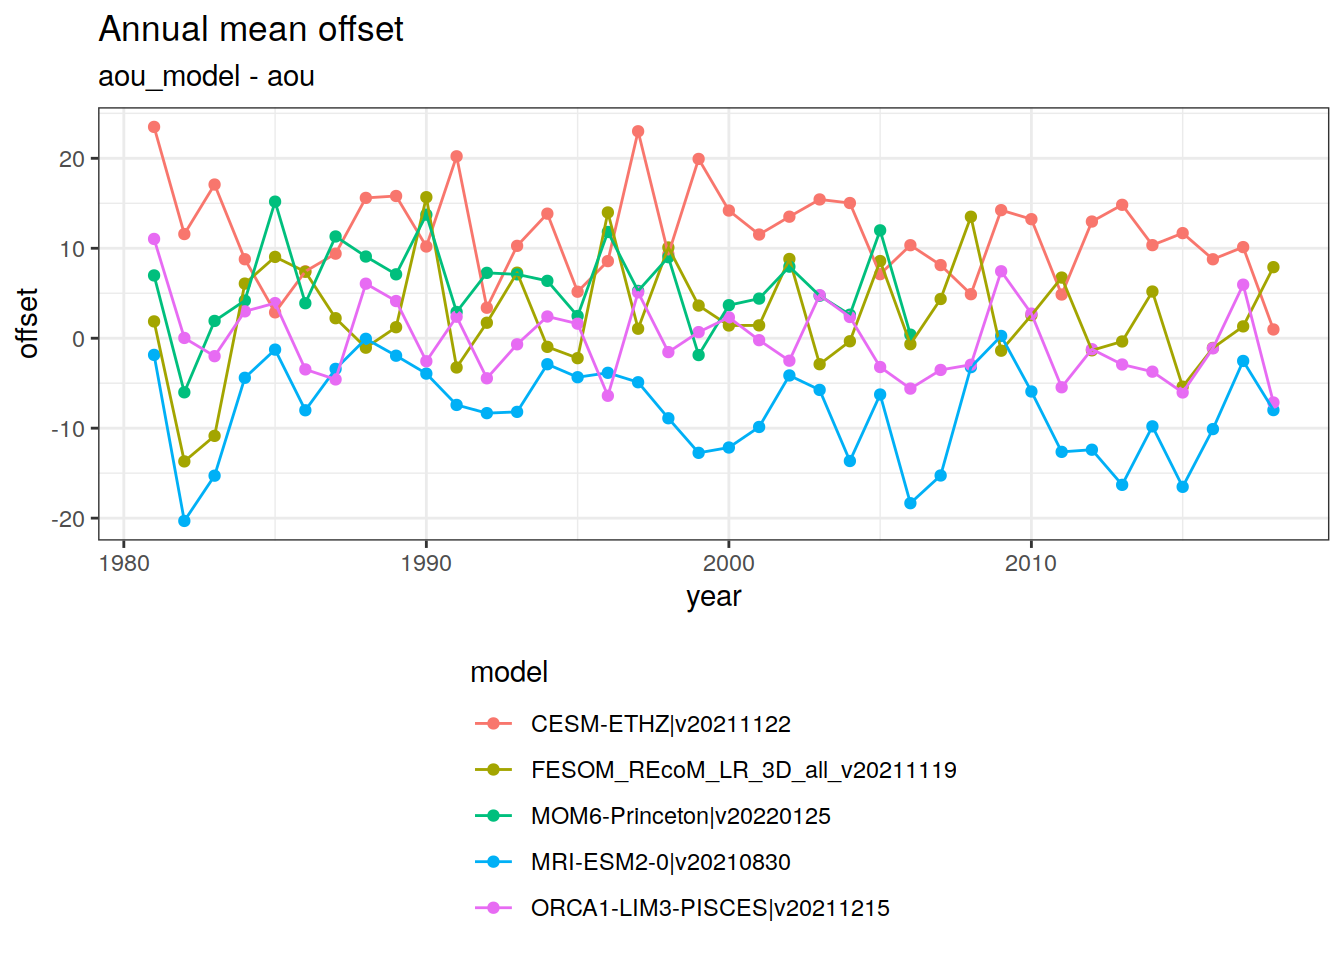 Annual mean offset
aou_model - aou
20
10
0
-10
-20
offset
1980 1990 2000 2010
year
model
CESM-ETHZ|v20211122
FESOM_REcoM_LR_3D_all_v20211119
MOM6-Princeton|v20220125
MRI-ESM2-0|v20210830
ORCA1-LIM3-PISCES|v20211215